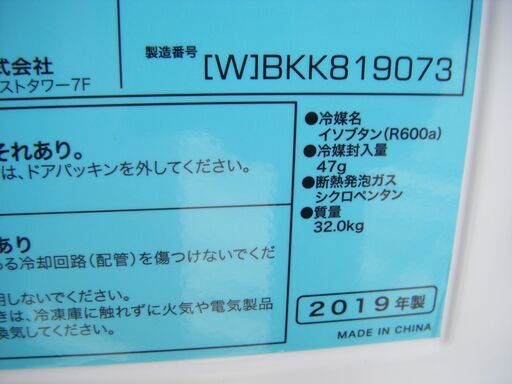 製造番号 [W]BKK819073
式会社
ストタワー7F
それあり。
は、ドアパッキンを外してください。
●冷媒名
イソブタン(R600a)
●冷媒封入量
47g
●断熱発泡ガス
シクロペンタン
●質量
32.0kg
あり
ある冷却回路(配管)を傷つけないでくだ
用しないでください。
きは、冷凍庫に触れずに火気や電気製品
換気してください。
2019年製
MADE IN CHINA